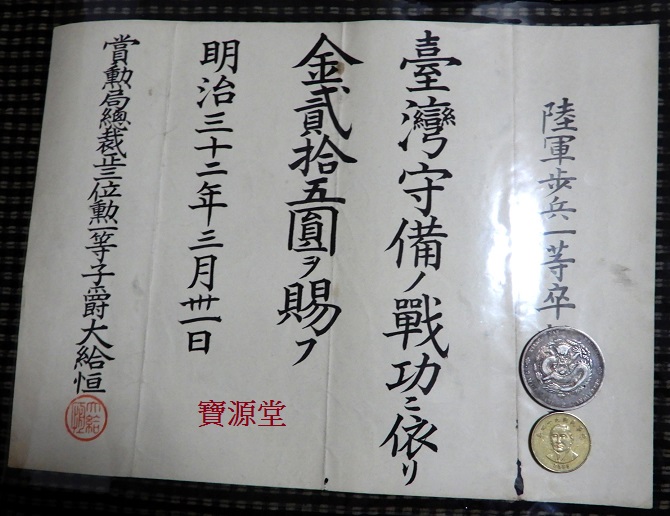 陸軍歩兵一等卒
臺灣守備ノ戰功ニ依リ
金貳拾五圓ヲ賜フ
明治三十二年三月卅一日
賞勲局總裁正三位勲一等子爵大給恒
寶源堂